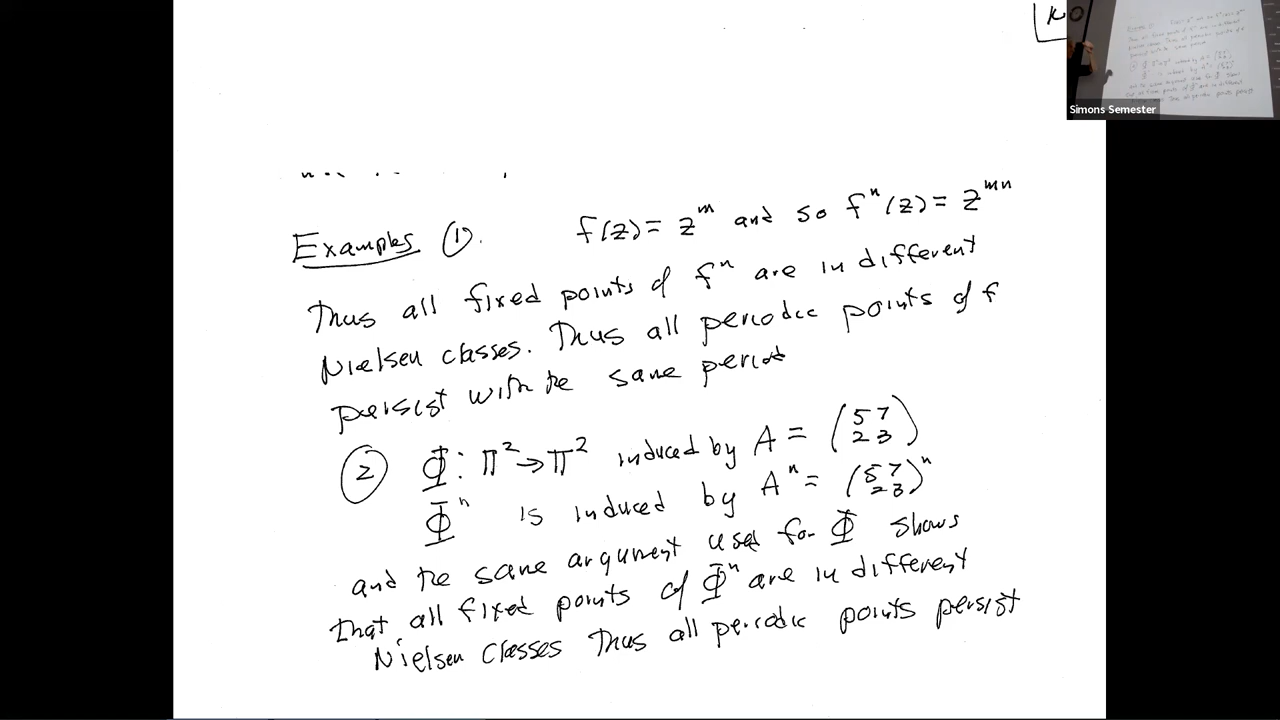 Simons Semester
Examples ①. f(z) = z^m and so f^n(z) = z^{mn}
Thus all fixed points of f^n are in different
Nielsen classes. Thus all periodic points of f
persist with the same period
② Φ: 𝕋² → 𝕋² induced by A = (5 7 2 3)
Φ^n is induced by A^n = (5 7 2 3)^n
and the same argument used for Φ shows
that all fixed points of Φ^n are in different
Nielsen classes Thus all periodic points persist